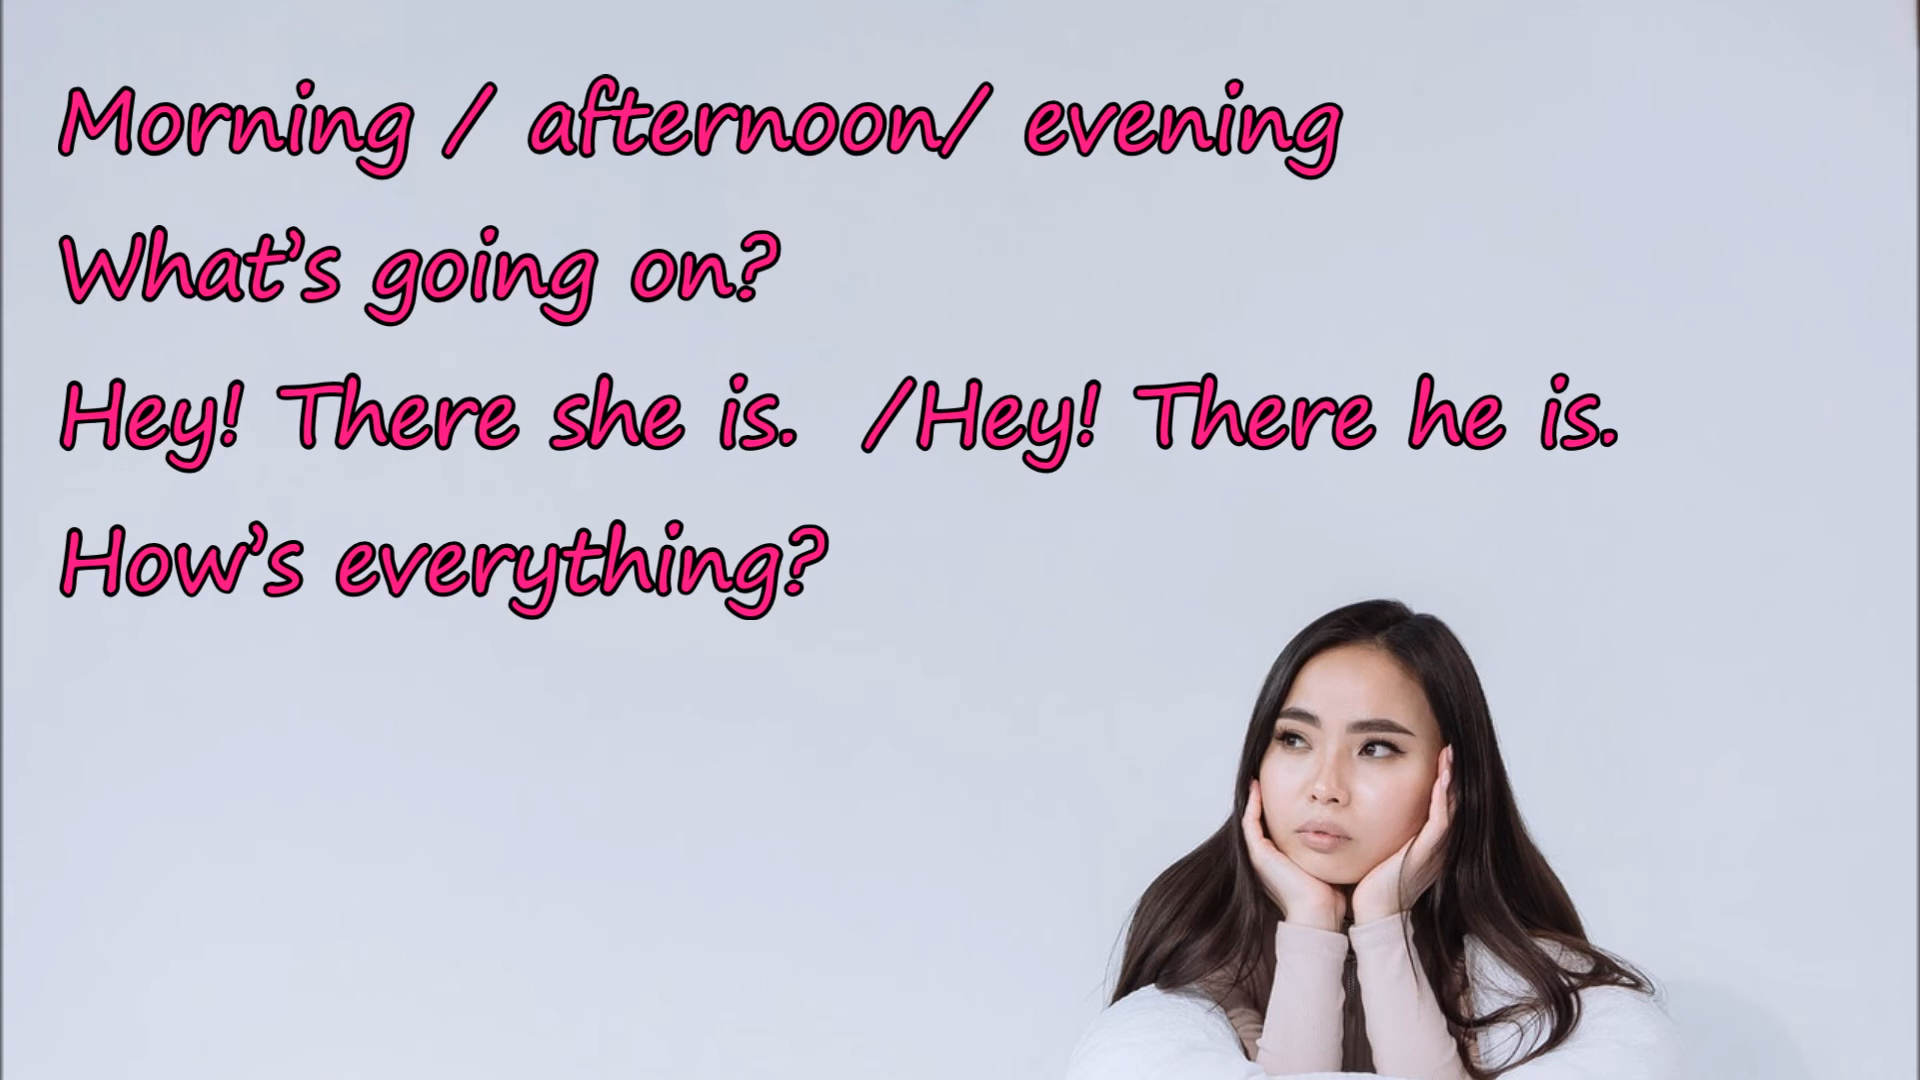 Morning / afternoon/ evening
What’s going on?
Hey! There she is. /Hey! There he is.
How’s everything?